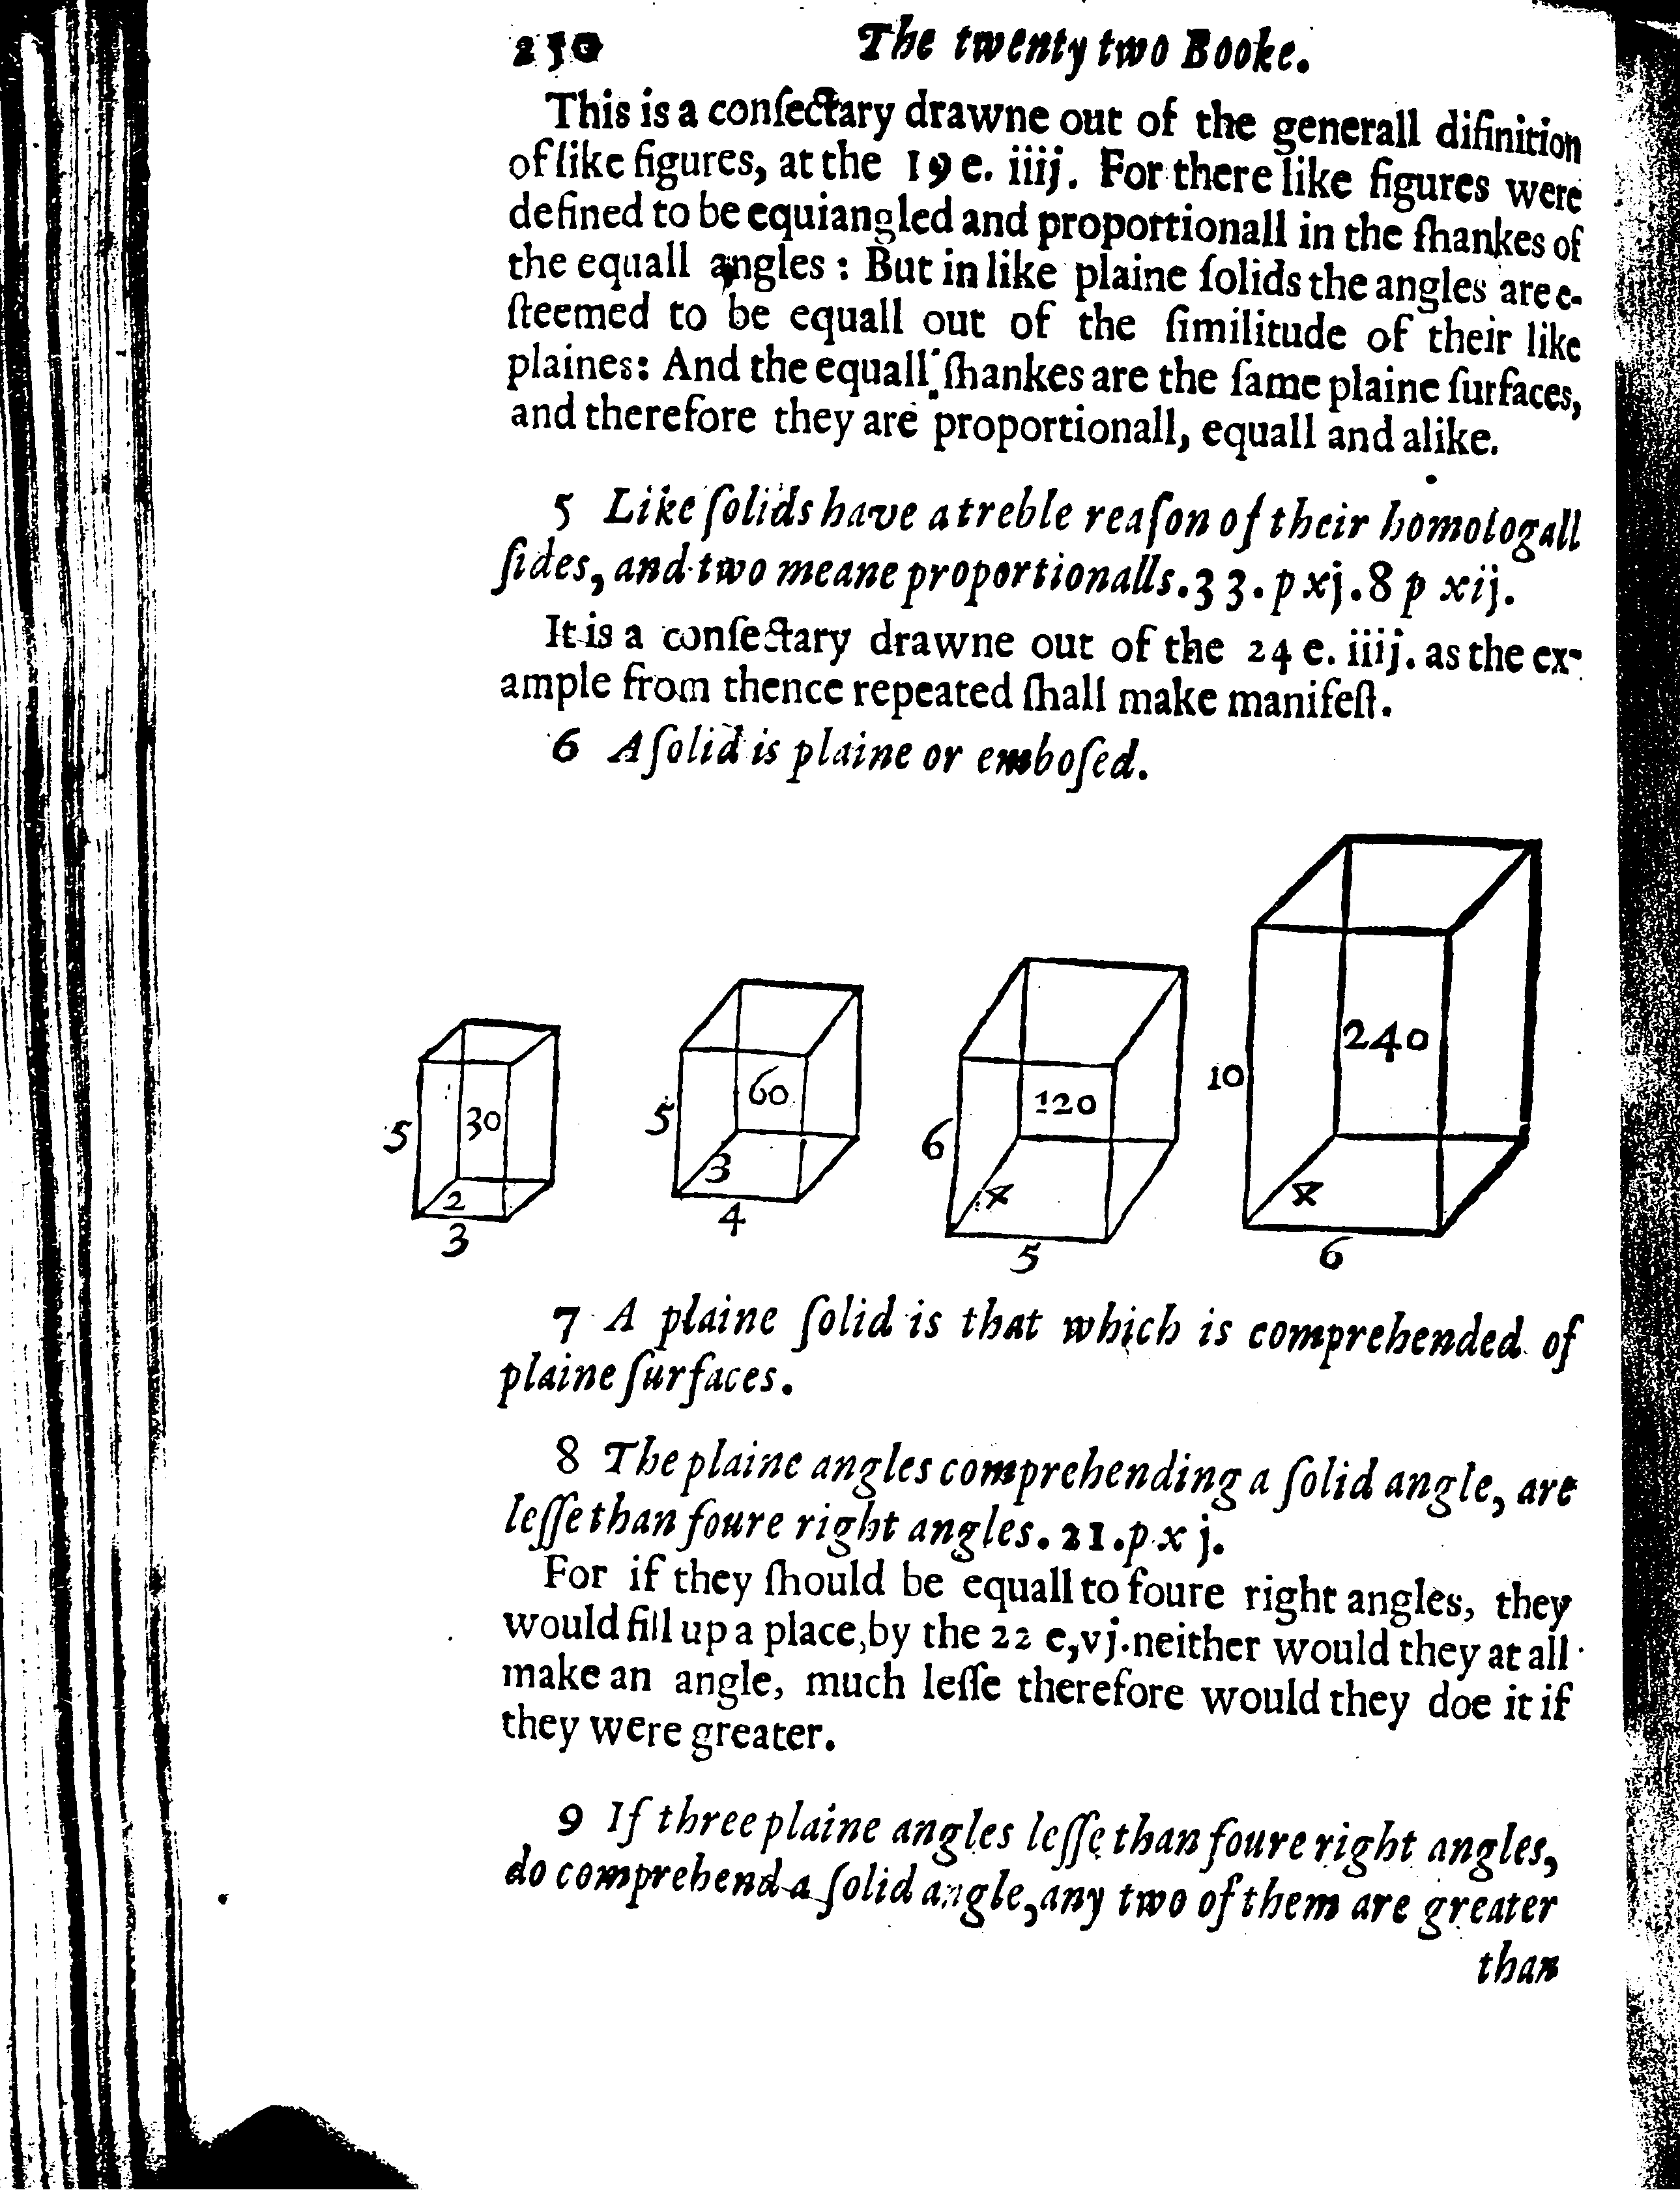 250 The twenty two Booke.
This is a conſectary drawne out of the generall difinition
of like figures, at the 19 e. iiij. For there like figures were
defined to be equiangled and proportionall in the ſhankes of
the equall angles : But in like plaine ſolids the angles are e-
ſteemed to be equall out of the ſimilitude of their like
plaines: And the equall ſhankes are the ſame plaine ſurfaces,
and therefore they are proportionall, equall and alike.
5 Like ſolids have a treble reaſon of their homologall
ſides, and two meane proportionalls. 33. p xj. 8 p xij.
It is a conſectary drawne out of the 24 e. iiij. as the ex-
ample from thence repeated ſhall make manifeſt.
6 A ſolid is plaine or emboſed.
5 30 2 3
5 60 3 4
6 120 4 5
10 240 4 6
7 A plaine ſolid is that which is comprehended of
plaine ſurfaces.
8 The plaine angles comprehending a ſolid angle, are
leſſe than foure right angles. 21. p xj.
For if they ſhould be equall to foure right angles, they
would fill up a place, by the 22 e, vj. neither would they at all
make an angle, much leſſe therefore would they doe it if
they were greater.
9 If three plaine angles leſſe than foure right angles,
do comprehend a ſolid angle, any two of them are greater
than